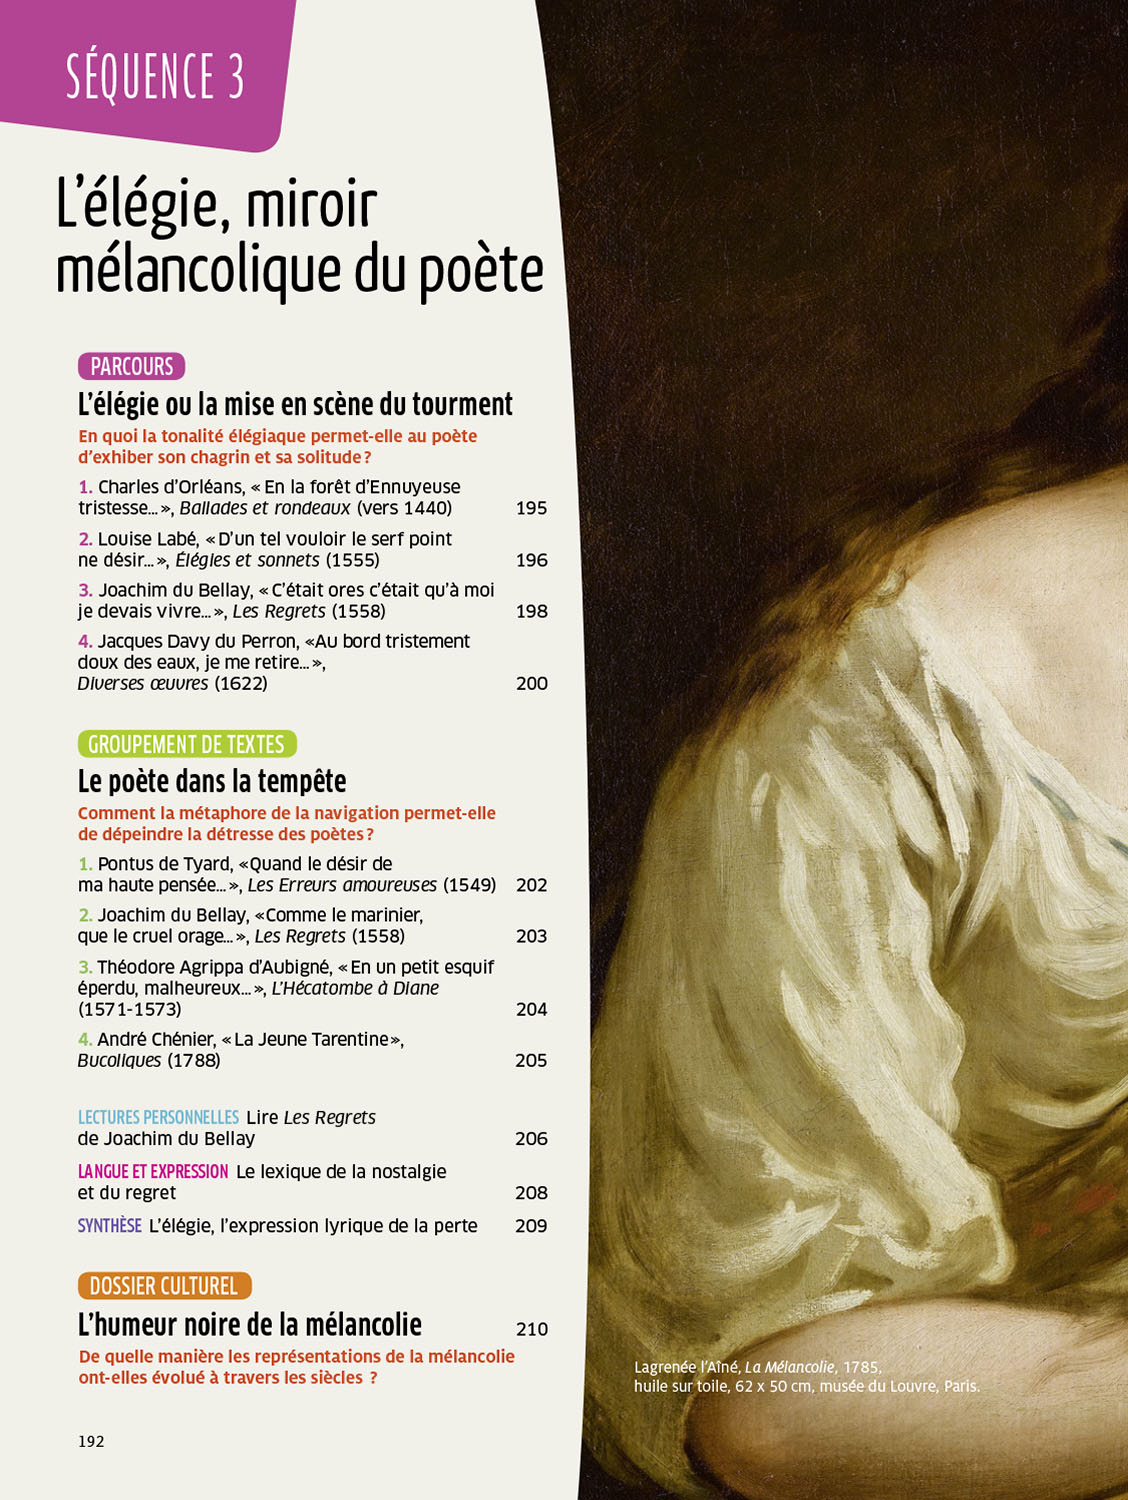 SÉQUENCE 3
L'élégie, miroir
mélancolique du poète
PARCOURS
L'élégie ou la mise en scène du tourment
En quoi la tonalité élégiaque permet-elle au poète
d'exhiber son chagrin et sa solitude ?
1. Charles d'Orléans, « En la forêt d'Ennuyeuse
tristesse... », Ballades et rondeaux (vers 1440) 195
2. Louise Labé, « D'un tel vouloir le serf point
ne désir... », Élégies et sonnets (1555) 196
3. Joachim du Bellay, « C'était ores c'était qu'à moi
je devais vivre... », Les Regrets (1558) 198
4. Jacques Davy du Perron, «Au bord tristement
doux des eaux, je me retire... »,
Diverses œuvres (1622) 200
GROUPEMENT DE TEXTES
Le poète dans la tempête
Comment la métaphore de la navigation permet-elle
de dépeindre la détresse des poètes ?
1. Pontus de Tyard, «Quand le désir de
ma haute pensée... », Les Erreurs amoureuses (1549) 202
2. Joachim du Bellay, «Comme le marinier,
que le cruel orage... », Les Regrets (1558) 203
3. Théodore Agrippa d'Aubigné, « En un petit esquif
éperdu, malheureux... », L'Hécatombe à Diane
(1571-1573) 204
4. André Chénier, « La Jeune Tarentine»,
Bucoliques (1788) 205
LECTURES PERSONNELLES Lire Les Regrets
de Joachim du Bellay 206
LANGUE ET EXPRESSION Le lexique de la nostalgie
et du regret 208
SYNTHÈSE L'élégie, l'expression lyrique de la perte 209
DOSSIER CULTUREL
L'humeur noire de la mélancolie 210
De quelle manière les représentations de la mélancolie
ont-elles évolué à travers les siècles ?
Lagrenée l'Aîné, La Mélancolie, 1785,
huile sur toile, 62 x 50 cm, musée du Louvre, Paris.
192